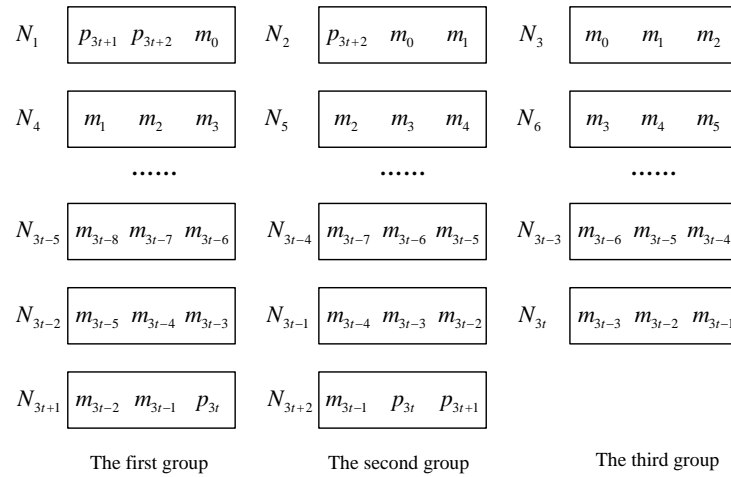 N_1 p_{3t+1} p_{3t+2} m_0 N_2 p_{3t+2} m_0 m_1 N_3 m_0 m_1 m_2
N_4 m_1 m_2 m_3 N_5 m_2 m_3 m_4 N_6 m_3 m_4 m_5
...... ...... ......
N_{3t-5} m_{3t-8} m_{3t-7} m_{3t-6} N_{3t-4} m_{3t-7} m_{3t-6} m_{3t-5} N_{3t-3} m_{3t-6} m_{3t-5} m_{3t-4}
N_{3t-2} m_{3t-5} m_{3t-4} m_{3t-3} N_{3t-1} m_{3t-4} m_{3t-3} m_{3t-2} N_{3t} m_{3t-3} m_{3t-2} m_{3t-1}
N_{3t+1} m_{3t-2} m_{3t-1} p_{3t} N_{3t+2} m_{3t-1} p_{3t} p_{3t+1}
The first group The second group The third group